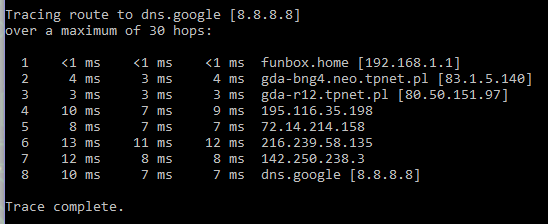 Tracing route to dns.google [8.8.8.8]
over a maximum of 30 hops:
1 <1 ms <1 ms <1 ms funbox.home [192.168.1.1]
2 4 ms 3 ms 4 ms gda-bng4.neo.tpnet.pl [83.1.5.140]
3 3 ms 3 ms 3 ms gda-r12.tpnet.pl [80.50.151.97]
4 10 ms 7 ms 9 ms 195.116.35.198
5 8 ms 7 ms 7 ms 72.14.214.158
6 13 ms 11 ms 12 ms 216.239.58.135
7 12 ms 8 ms 8 ms 142.250.238.3
8 10 ms 7 ms 7 ms dns.google [8.8.8.8]
Trace complete.